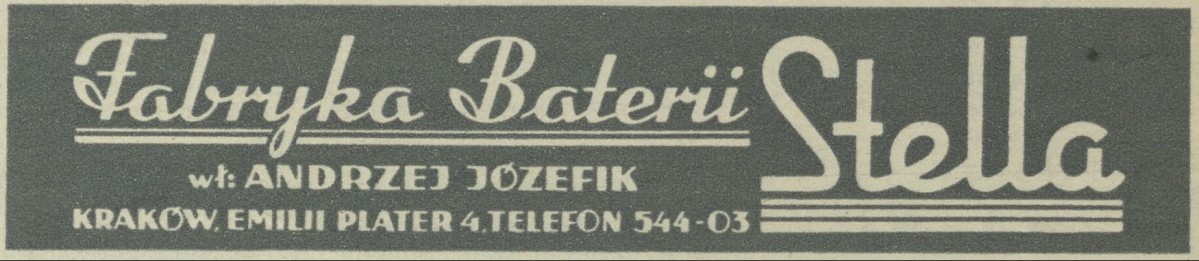 Fabryka Baterii Stella
wł: ANDRZEJ JÓZEFIK
KRAKÓW, EMILII PLATER 4, TELEFON 544-03